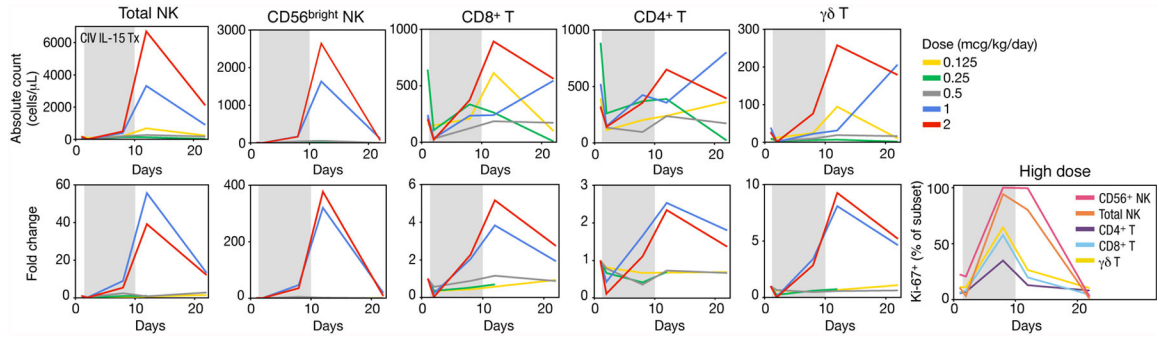 Total NK
CD56bright NK
CD8+ T
CD4+ T
γδ T
Absolute count
(cells/μL)
CIV IL-15 Tx
6000
4000
2000
0
0 10 20
Days
3000
2000
1000
0
0 10 20
Days
1000
500
0
0 10 20
Days
1000
500
0
0 10 20
Days
300
200
100
0
0 10 20
Days
Dose (mcg/kg/day)
0.125
0.25
0.5
1
2
Fold change
60
40
20
0
0 10 20
Days
400
200
0
0 10 20
Days
8
6
4
2
0
0 10 20
Days
3
2
1
0
0 10 20
Days
10
5
0
0 10 20
Days
High dose
Ki-67+ (% of subset)
100
50
0
0 10 20
Days
CD56+ NK
Total NK
CD4+ T
CD8+ T
γδ T